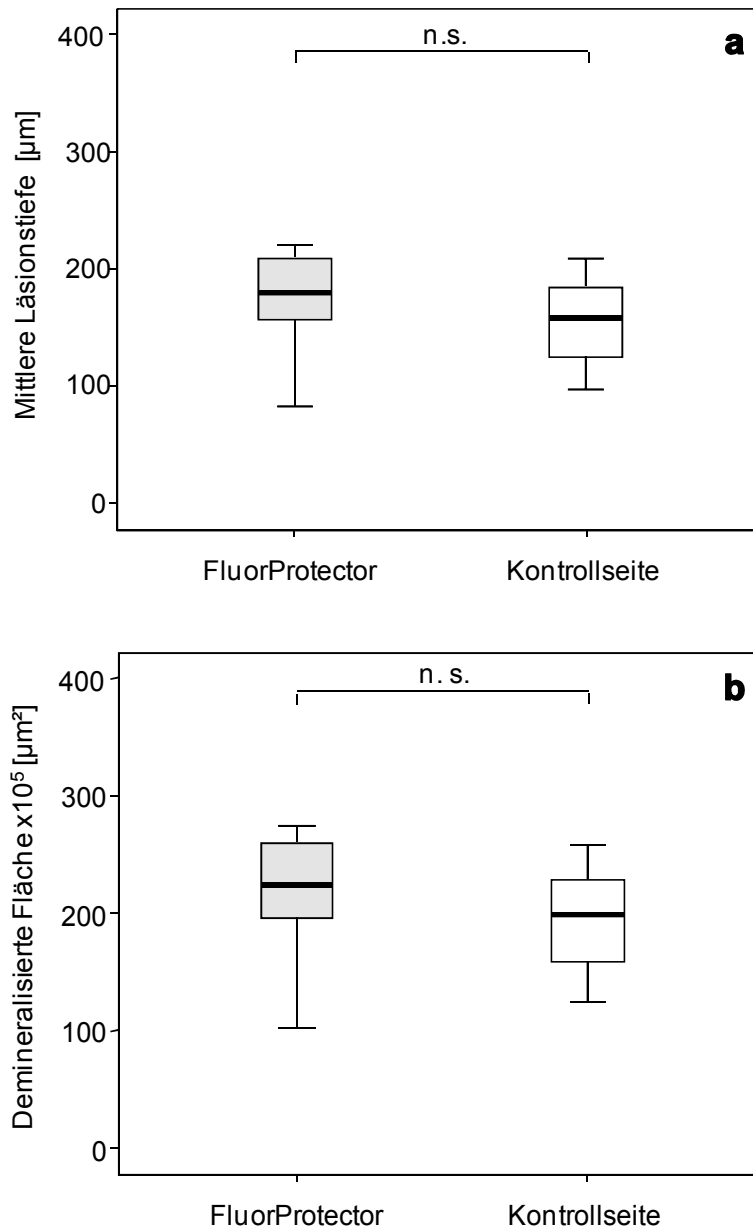 a
n.s.
Mittlere Läsionstiefe [µm]
400
300
200
100
0
FluorProtector Kontrollseite
b
n. s.
Demineralisierte Fläche x10⁵ [µm²]
400
300
200
100
0
FluorProtector Kontrollseite